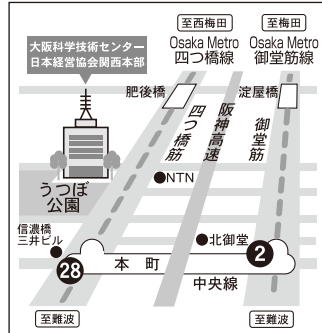 至西梅田
至梅田
Osaka Metro
四つ橋線
Osaka Metro
御堂筋線
大阪科学技術センター
日本経営協会関西本部
肥後橋
淀屋橋
四つ橋筋
阪神高速
御堂筋
NTN
うつぼ
公園
信濃橋
三井ビル
北御堂
2
28
本町
中央線
至難波
至難波